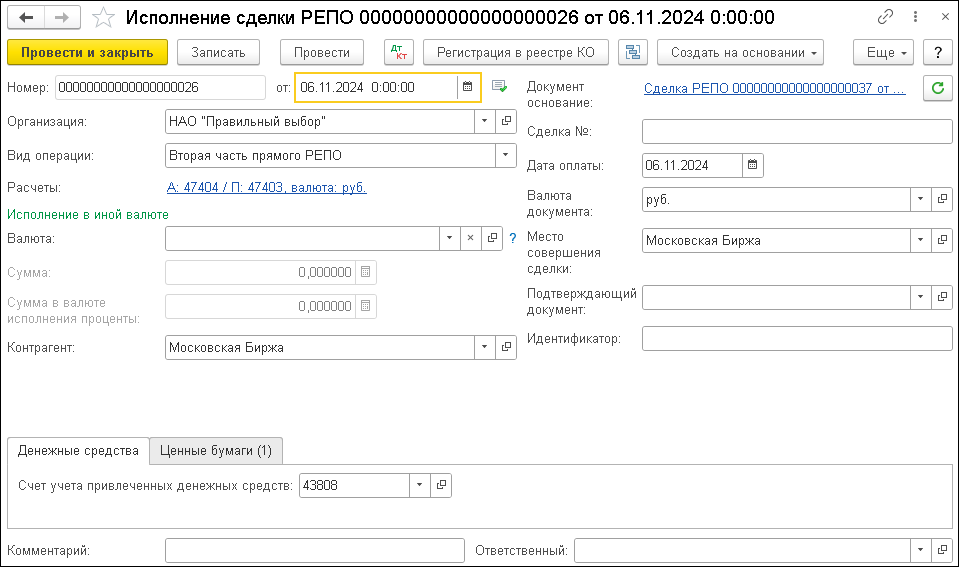 Исполнение сделки РЕПО 00000000000000000026 от 06.11.2024 0:00:00
Провести и закрыть Записать Провести Дт Кт Регистрация в реестре КО Создать на основании Еще ?
Номер: 00000000000000000026 от: 06.11.2024 0:00:00
Организация: НАО "Правильный выбор"
Вид операции: Вторая часть прямого РЕПО
Расчеты: А: 47404 / П: 47403, валюта: руб.
Исполнение в иной валюте
Валюта: ?
Сумма: 0,000000
Сумма в валюте
исполнения проценты: 0,000000
Контрагент: Московская Биржа
Документ
основание: Сделка РЕПО 00000000000000000037 от ...
Сделка №:
Дата оплаты: 06.11.2024
Валюта
документа: руб.
Место
совершения
сделки: Московская Биржа
Подтверждающий
документ:
Идентификатор:
Денежные средства Ценные бумаги (1)
Счет учета привлеченных денежных средств: 43808
Комментарий: Ответственный: